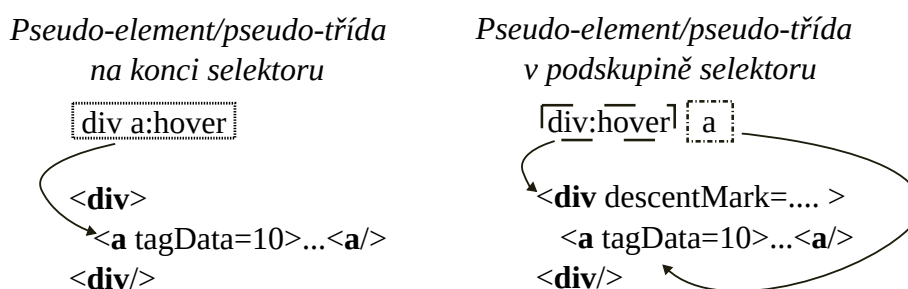 Pseudo-element/pseudo-třída
na konci selektoru
div a:hover
<div>
<a tagData=10>...<a/>
<div/>
Pseudo-element/pseudo-třída
v podskupině selektoru
div:hover a
<div descentMark=.... >
<a tagData=10>...<a/>
<div/>